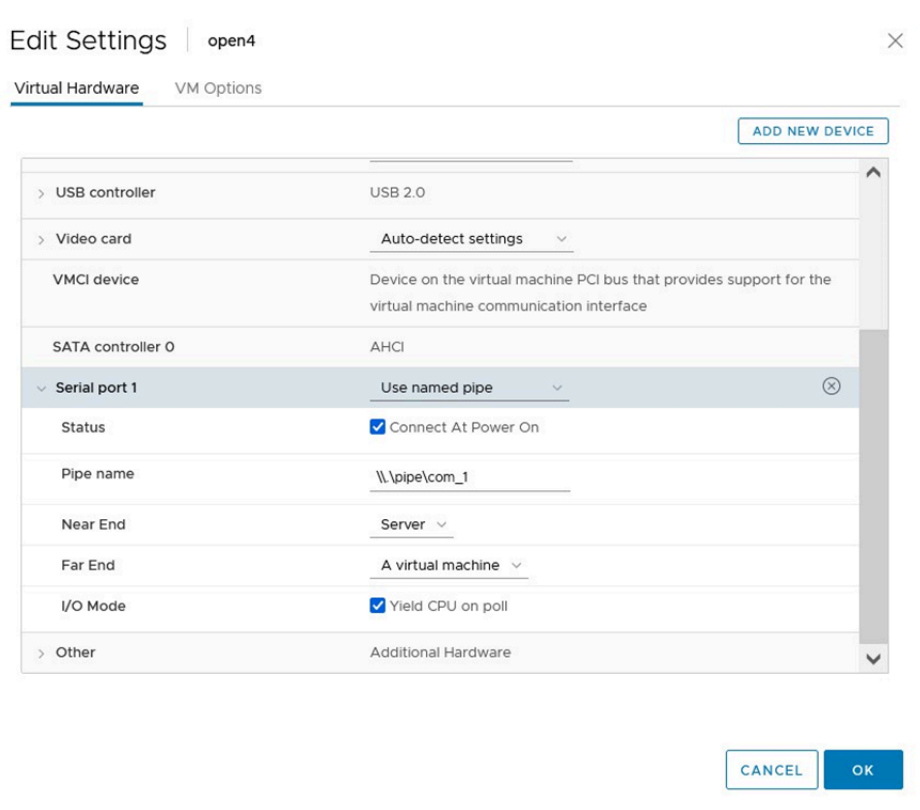 Edit Settings open4
Virtual Hardware VM Options
ADD NEW DEVICE
USB controller USB 2.0
Video card Auto-detect settings
VMCI device Device on the virtual machine PCI bus that provides support for the
virtual machine communication interface
SATA controller 0 AHCI
Serial port 1 Use named pipe
Status Connect At Power On
Pipe name \\.\pipe\com_1
Near End Server
Far End A virtual machine
I/O Mode Yield CPU on poll
Other Additional Hardware
CANCEL OK